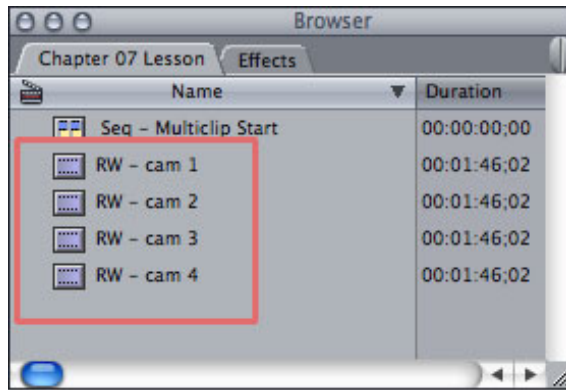 Browser
Chapter 07 Lesson Effects
Name Duration
Seq - Multiclip Start 00:00:00;00
RW - cam 1 00:01:46;02
RW - cam 2 00:01:46;02
RW - cam 3 00:01:46;02
RW - cam 4 00:01:46;02